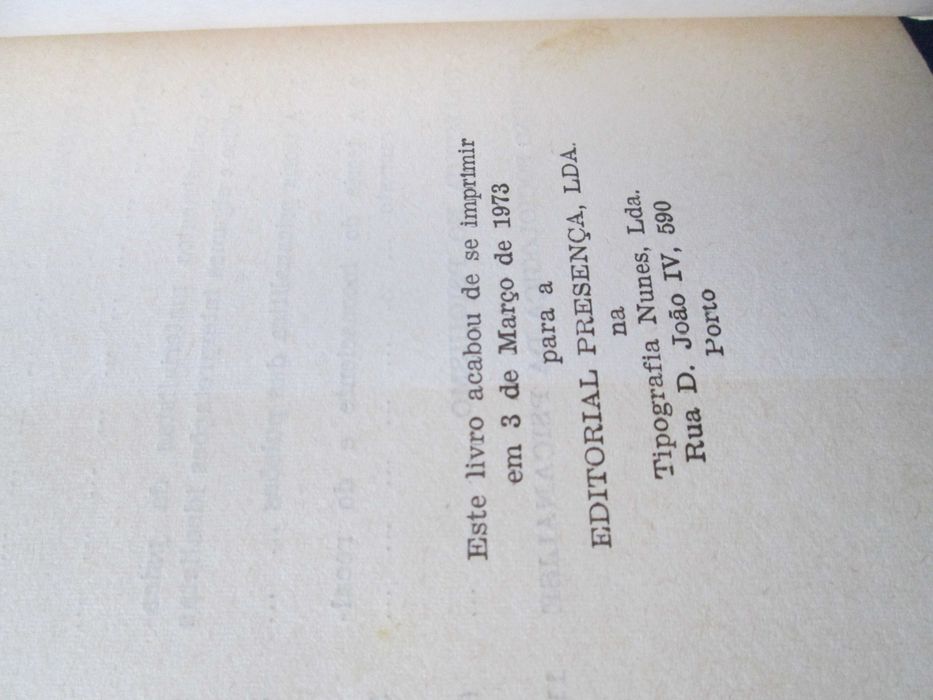 Este livro acabou de se imprimir
em 3 de Março de 1973
para a
EDITORIAL PRESENÇA, LDA.
na
Tipografia Nunes, Lda.
Rua D. João IV, 590
Porto